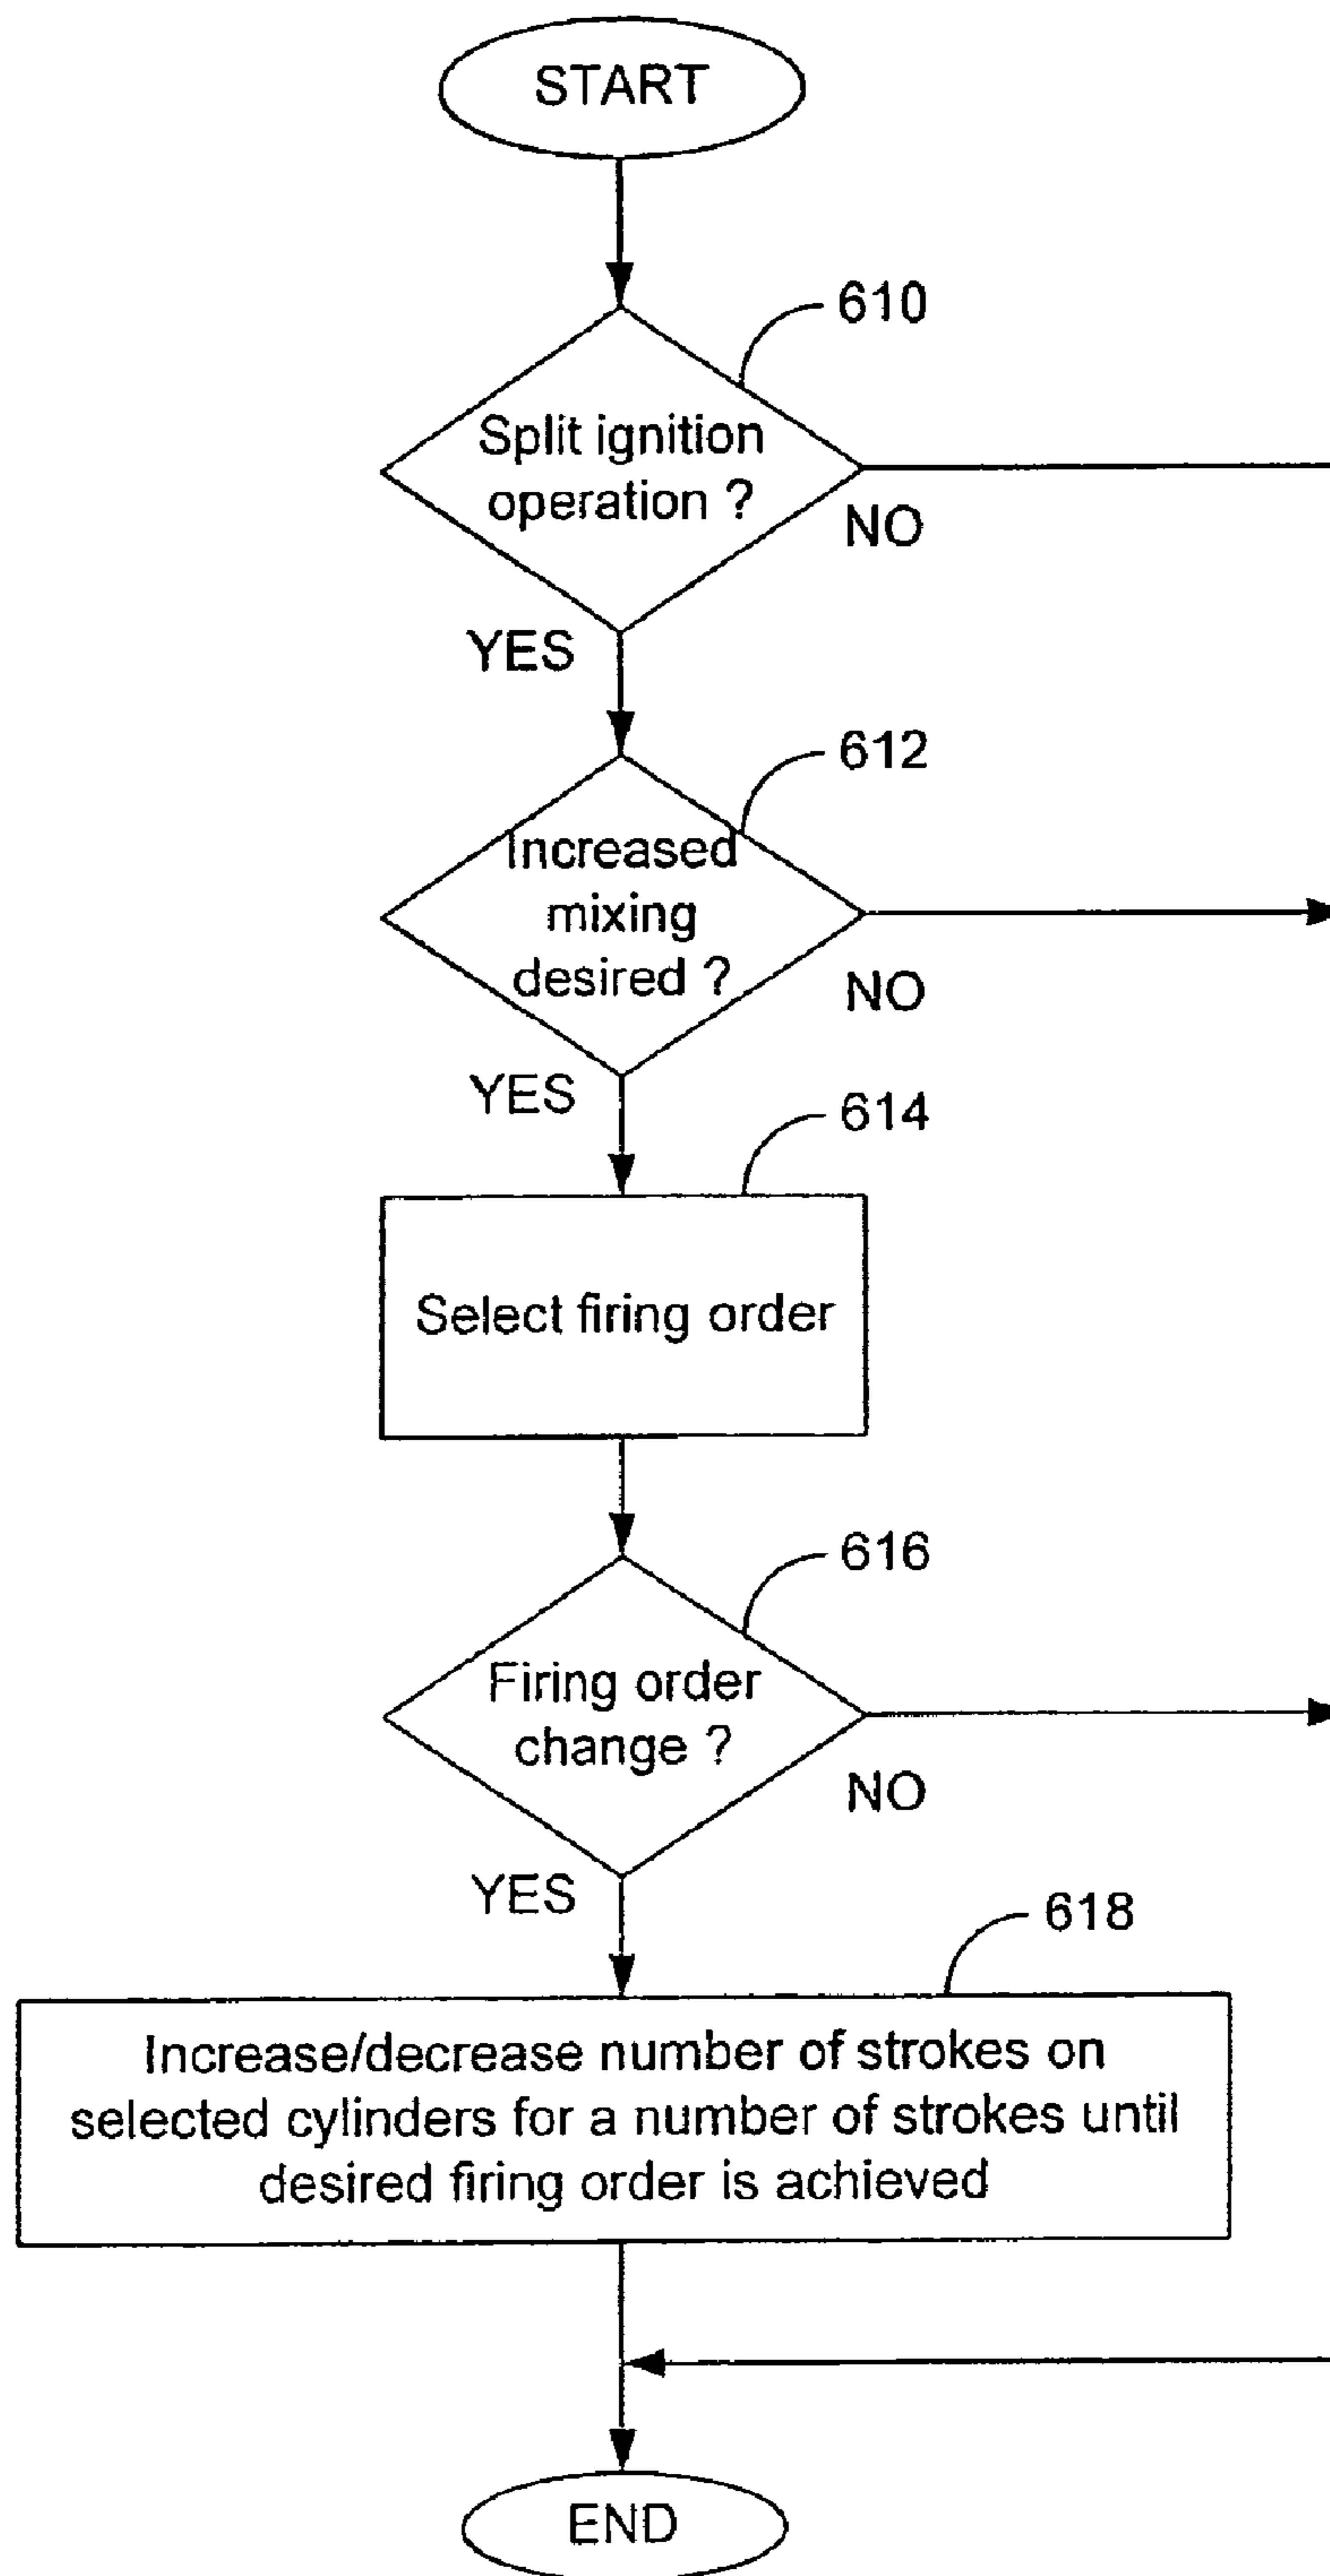 START
610
Split ignition
operation ?
NO
YES
612
Increased
mixing
desired ?
NO
YES
614
Select firing order
616
Firing order
change ?
NO
YES
618
Increase/decrease number of strokes on
selected cylinders for a number of strokes until
desired firing order is achieved
END